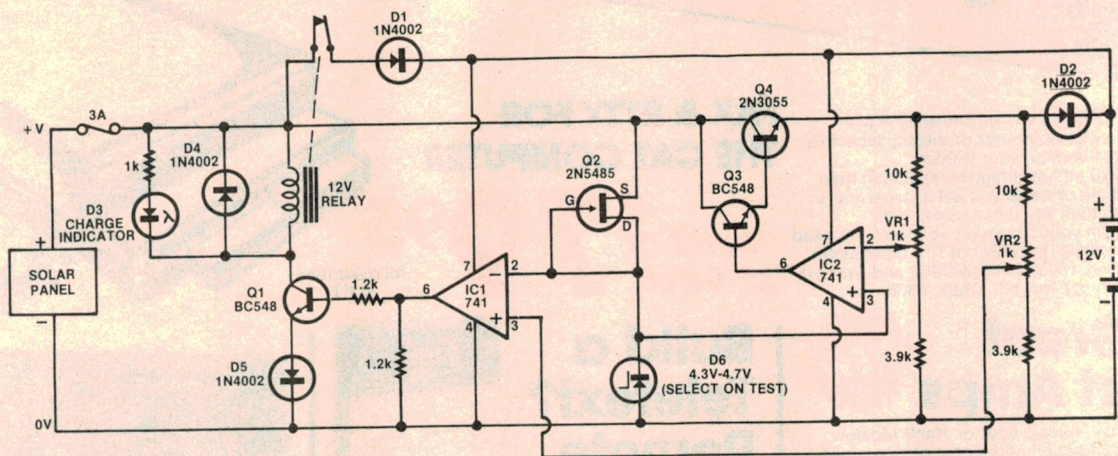 D1
1N4002
D2
1N4002
Q4
2N3055
3A
+V
D4
1N4002
1k
Q2
2N5485
S
G
D
Q3
BC548
10k
10k
12V
RELAY
D3
CHARGE
INDICATOR
λ
+
VR1
1k
VR2
1k
+
12V
-
SOLAR
PANEL
-
Q1
BC548
1.2k
6
7
IC1
741
4
-
2
+
3
6
7
IC2
741
4
-
2
+
3
1.2k
D5
1N4002
D6
4.3V-4.7V
(SELECT ON TEST)
3.9k
3.9k
0V